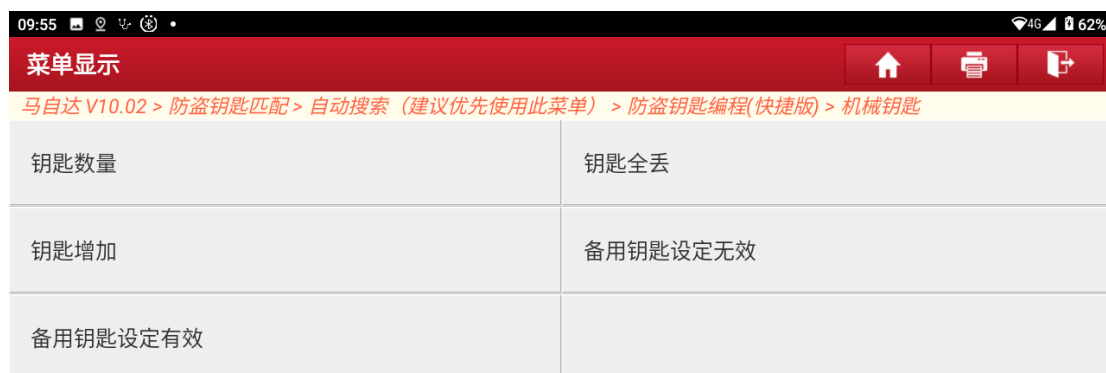 09:55 4G 62%
菜单显示
马自达 V10.02 > 防盗钥匙匹配 > 自动搜索（建议优先使用此菜单） > 防盗钥匙编程(快捷版) > 机械钥匙
钥匙数量 钥匙全丢
钥匙增加 备用钥匙设定无效
备用钥匙设定有效